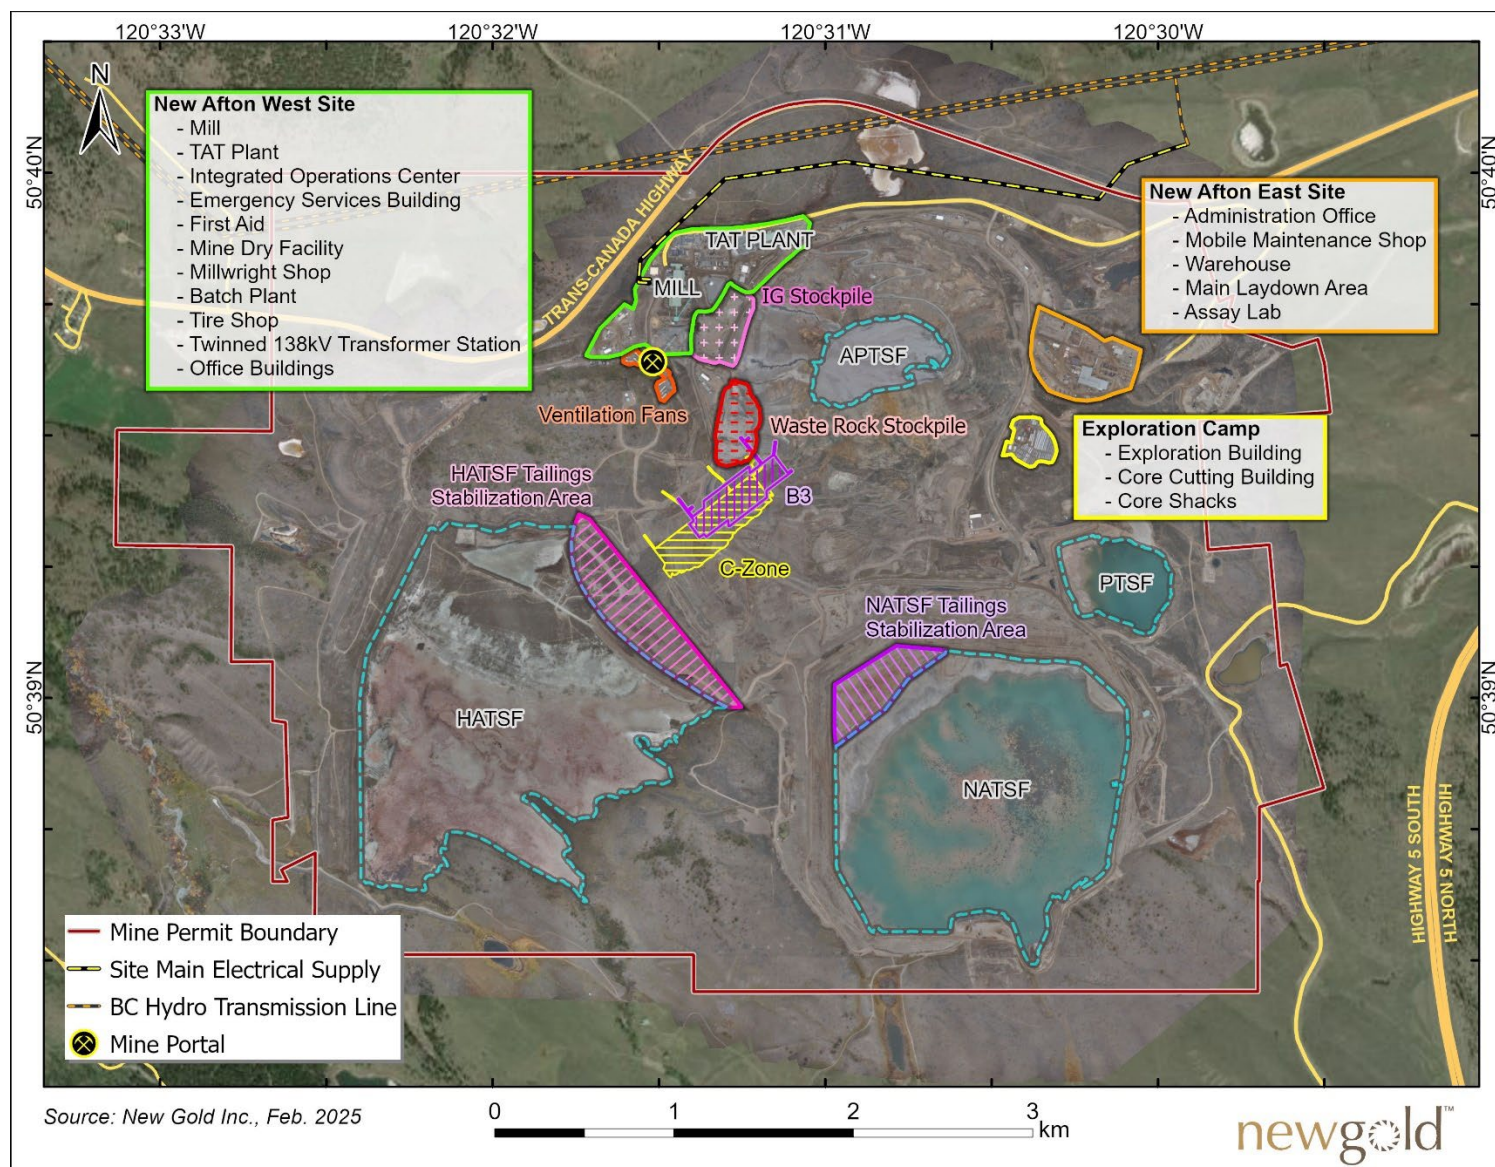 120°33'W
120°32'W
120°31'W
120°30'W
N
50°40'N
50°40'N
New Afton West Site
- Mill
- TAT Plant
- Integrated Operations Center
- Emergency Services Building
- First Aid
- Mine Dry Facility
- Millwright Shop
- Batch Plant
- Tire Shop
- Twinned 138kV Transformer Station
- Office Buildings
New Afton East Site
- Administration Office
- Mobile Maintenance Shop
- Warehouse
- Main Laydown Area
- Assay Lab
TRANS-CANADA HIGHWAY
TAT PLANT
MILL
IG Stockpile
APTSF
Ventilation Fans
Waste Rock Stockpile
Exploration Camp
- Exploration Building
- Core Cutting Building
- Core Shacks
HATSF Tailings
Stabilization Area
B3
C-Zone
PTSF
NATSF Tailings
Stabilization Area
50°39'N
50°39'N
HATSF
NATSF
HIGHWAY 5 SOUTH
HIGHWAY 5 NORTH
Mine Permit Boundary
Site Main Electrical Supply
BC Hydro Transmission Line
Mine Portal
Source: New Gold Inc., Feb. 2025
0 1 2 3
km
newgold™